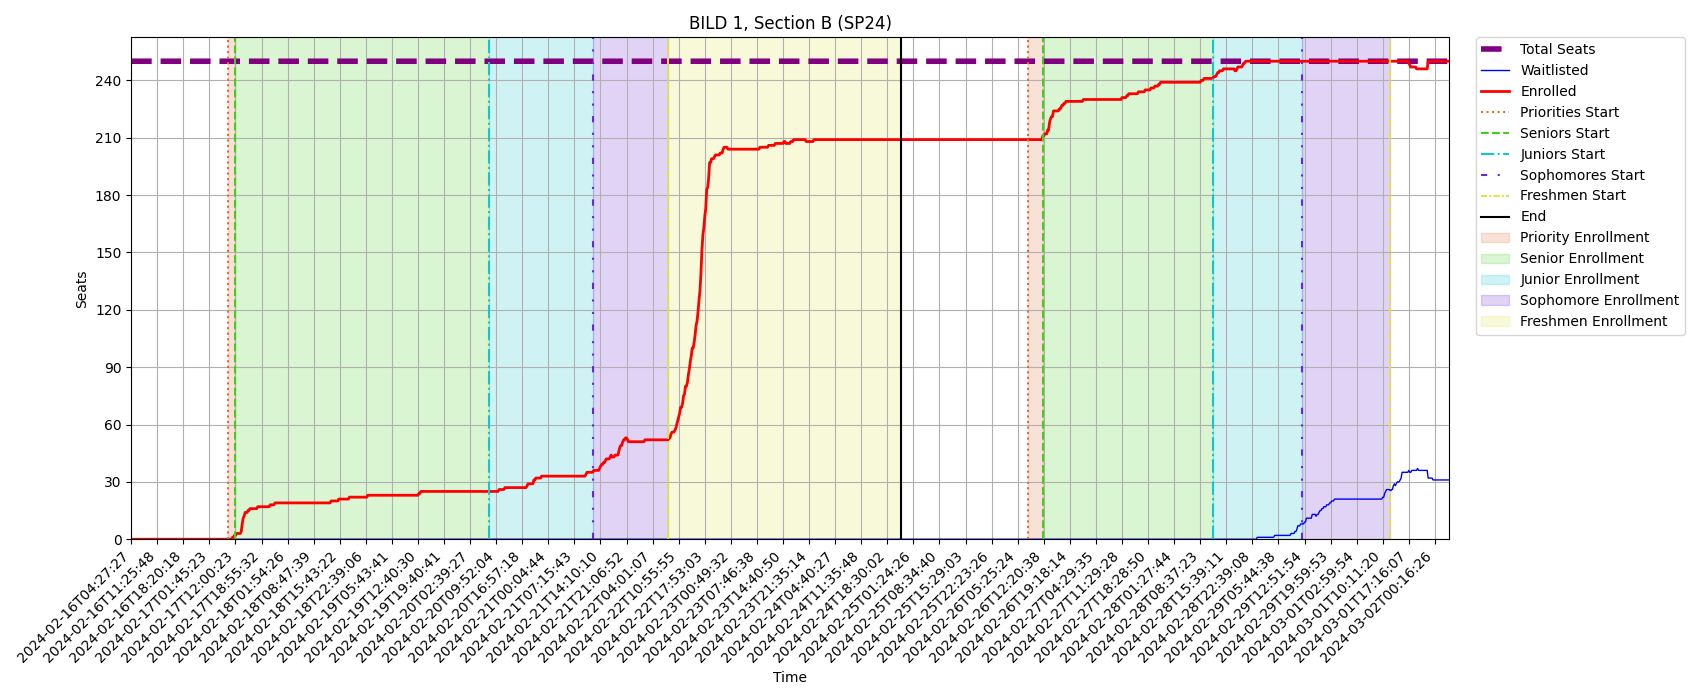 BILD 1, Section B (SP24)
Seats
240
210
180
150
120
90
60
30
0
2024-02-16T04:27:27
2024-02-16T11:25:48
2024-02-16T18:20:18
2024-02-17T01:45:23
2024-02-17T12:00:23
2024-02-17T18:55:32
2024-02-18T01:54:26
2024-02-18T08:47:39
2024-02-18T15:43:22
2024-02-18T22:39:06
2024-02-19T05:43:41
2024-02-19T12:40:30
2024-02-19T19:40:41
2024-02-20T02:39:27
2024-02-20T09:52:04
2024-02-20T16:57:18
2024-02-21T00:04:44
2024-02-21T07:15:43
2024-02-21T14:10:16
2024-02-21T21:06:52
2024-02-22T04:01:07
2024-02-22T10:55:55
2024-02-22T17:53:03
2024-02-23T00:49:32
2024-02-23T07:46:38
2024-02-23T14:40:50
2024-02-23T21:35:14
2024-02-24T04:40:27
2024-02-24T11:35:48
2024-02-24T18:30:02
2024-02-25T01:24:26
2024-02-25T08:34:40
2024-02-25T15:29:03
2024-02-25T22:23:26
2024-02-26T05:25:24
2024-02-26T12:20:38
2024-02-26T19:18:14
2024-02-27T04:29:35
2024-02-27T11:29:28
2024-02-27T18:28:50
2024-02-28T01:27:44
2024-02-28T08:37:23
2024-02-28T15:39:11
2024-02-28T22:39:08
2024-02-29T05:44:38
2024-02-29T12:51:54
2024-02-29T19:59:53
2024-03-01T02:59:54
2024-03-01T10:11:20
2024-03-01T17:16:07
2024-03-02T00:16:26
Time
Total Seats
Waitlisted
Enrolled
Priorities Start
Seniors Start
Juniors Start
Sophomores Start
Freshmen Start
End
Priority Enrollment
Senior Enrollment
Junior Enrollment
Sophomore Enrollment
Freshmen Enrollment